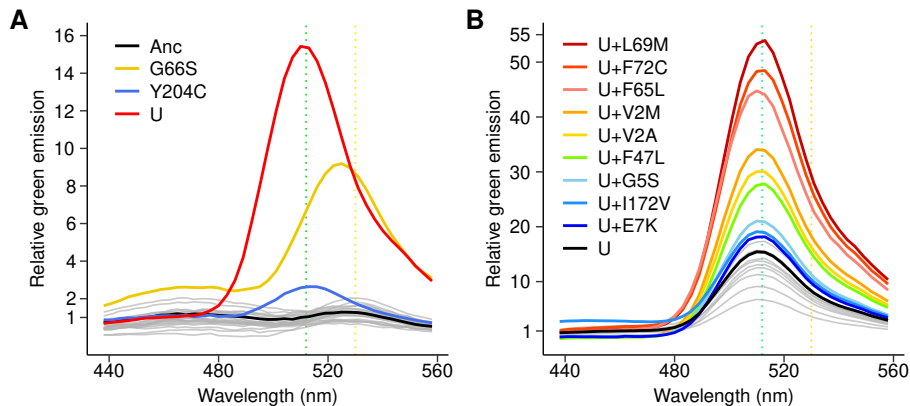 A
Relative green emission
16
14
12
10
8
6
4
2
1
Anc
G66S
Y204C
U
440
480
520
560
Wavelength (nm)
B
Relative green emission
55
50
40
30
20
10
1
U+L69M
U+F72C
U+F65L
U+V2M
U+V2A
U+F47L
U+G5S
U+I172V
U+E7K
U
440
480
520
560
Wavelength (nm)